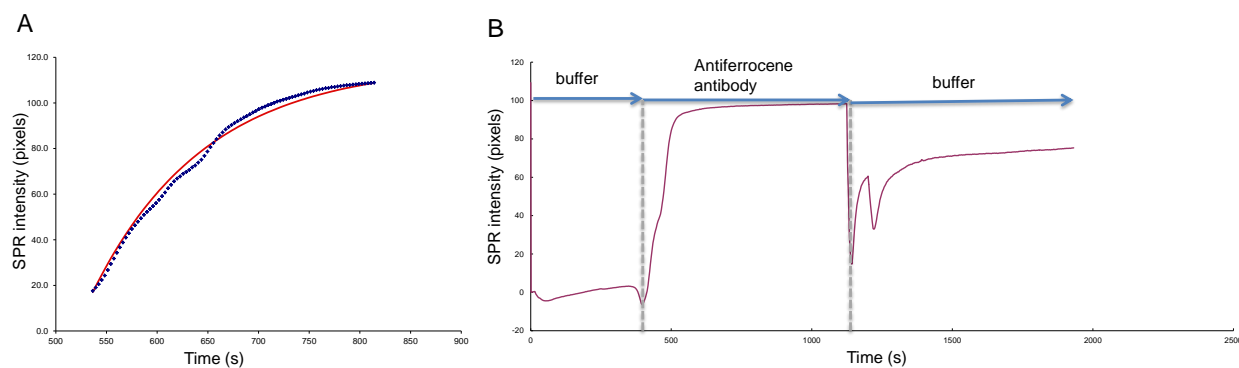 A
SPR intensity (pixels)
120.0
100.0
80.0
60.0
40.0
20.0
0.0
500 550 600 650 700 750 800 850 900
Time (s)
B
SPR intensity (pixels)
buffer
Antiferrocene
antibody
buffer
120
100
80
60
40
20
0
-20
0 500 1000 1500 2000 250
Time (s)